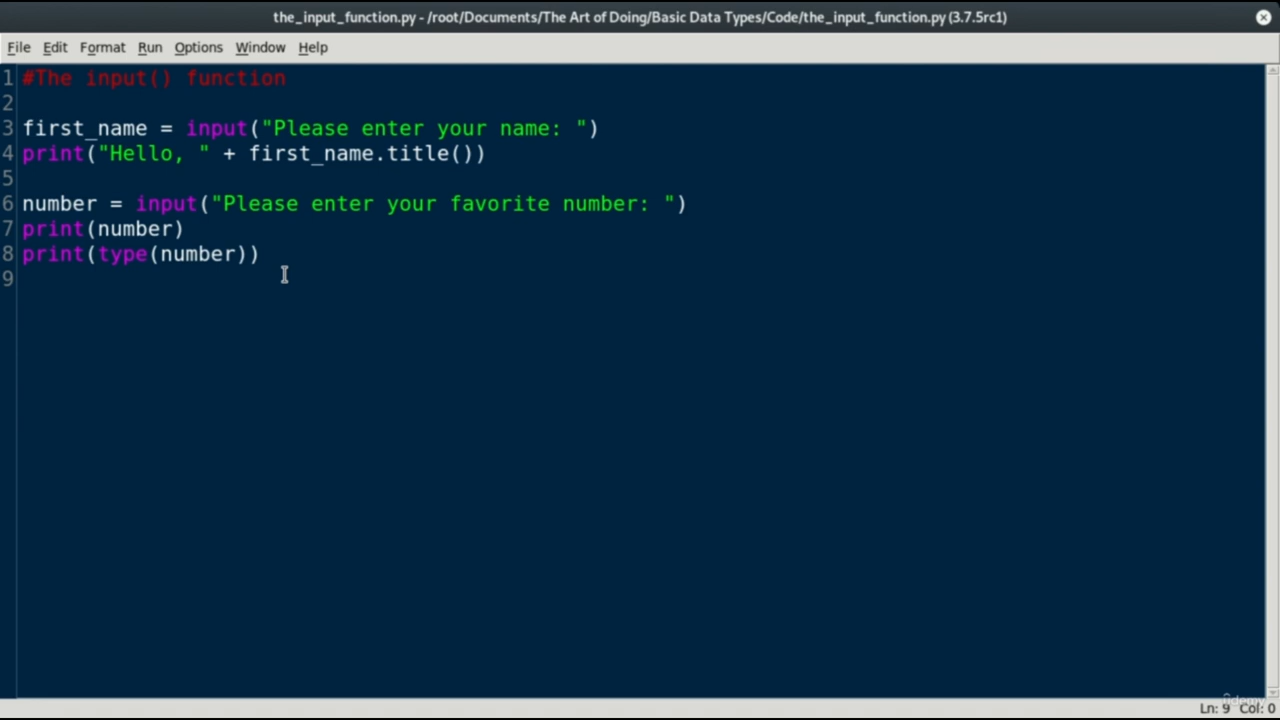 the_input_function.py - /root/Documents/The Art of Doing/Basic Data Types/Code/the_input_function.py (3.7.5rc1)
File Edit Format Run Options Window Help
1 #The input() function
2
3 first_name = input("Please enter your name: ")
4 print("Hello, " + first_name.title())
5
6 number = input("Please enter your favorite number: ")
7 print(number)
8 print(type(number))
9
udemy
Ln: 9 Col: 0